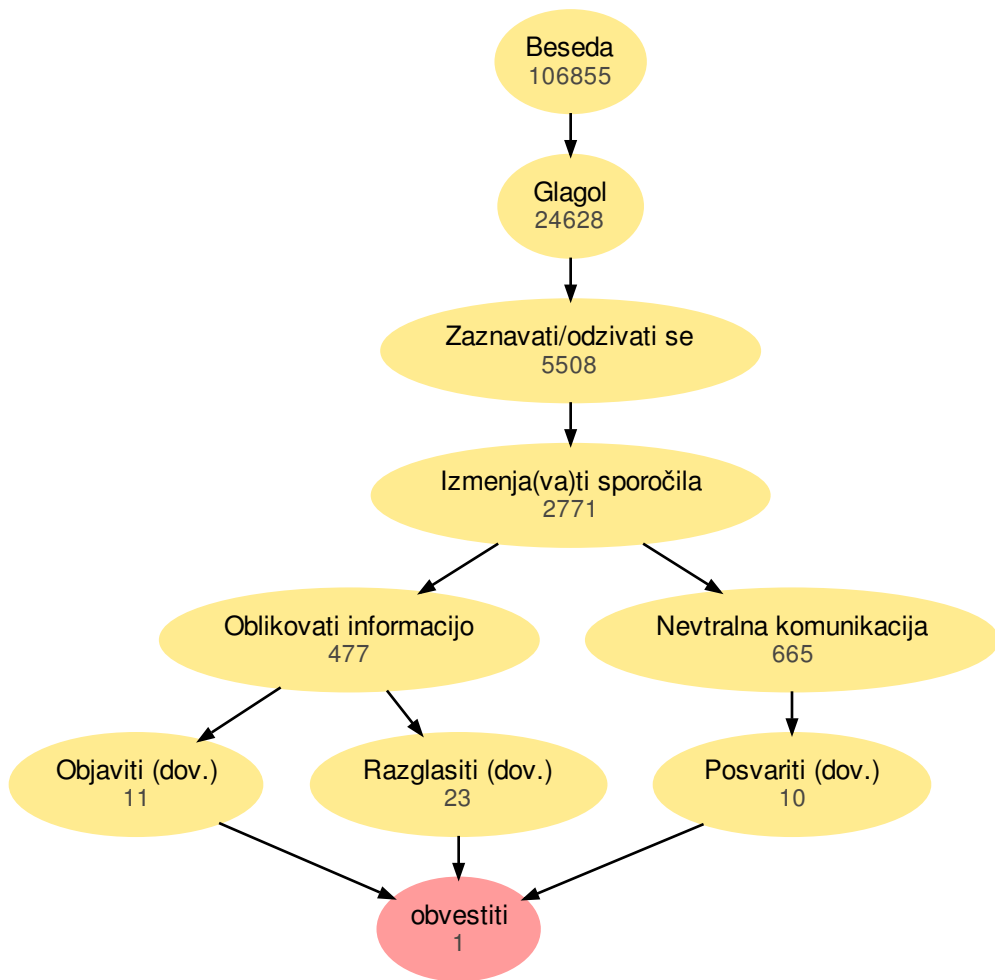 Beseda
106855
Glagol
24628
Zaznavati/odzivati se
5508
Izmenja(va)ti sporočila
2771
Oblikovati informacijo
477
Nevtralna komunikacija
665
Objaviti (dov.)
11
Razglasiti (dov.)
23
Posvariti (dov.)
10
obvestiti
1